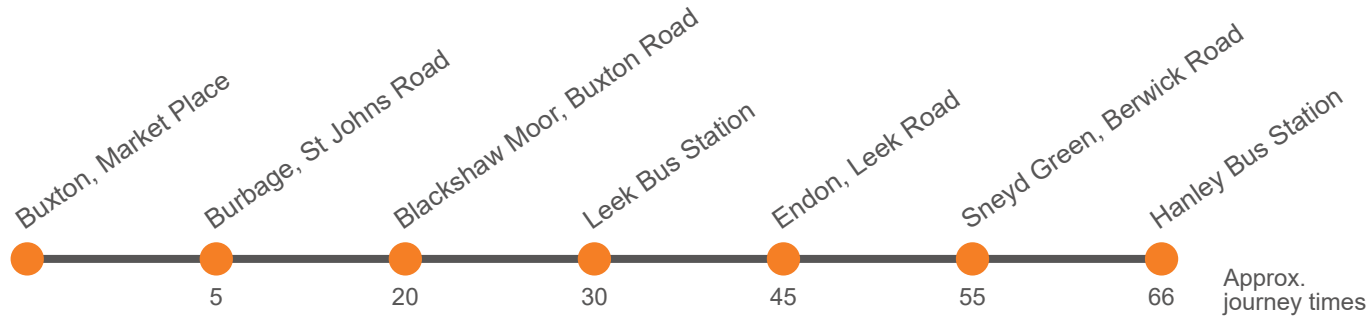 Buxton, Market Place
Burbage, St Johns Road
Blackshaw Moor, Buxton Road
Leek Bus Station
Endon, Leek Road
Sneyd Green, Berwick Road
Hanley Bus Station
5
20
30
45
55
66
Approx.
journey times